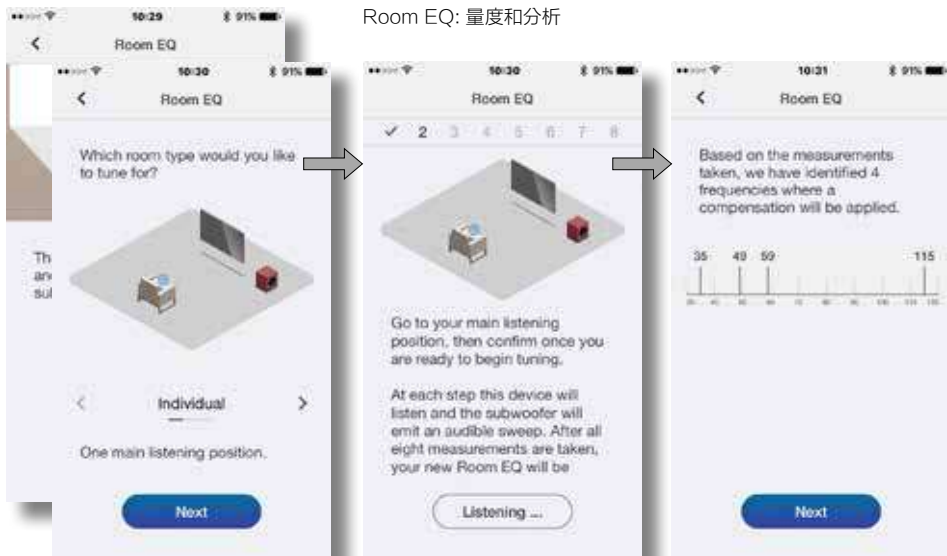 Room EQ: 量度和分析
10:29
91%
Room EQ
Th
an
su
10:30
91%
Room EQ
Which room type would you like
to tune for?
Individual
One main listening position.
Next
10:30
91%
Room EQ
2 3 4 5 6 7 8
Go to your main listening
position, then confirm once you
are ready to begin tuning.
At each step this device will
listen and the subwoofer will
emit an audible sweep. After all
eight measurements are taken,
your new Room EQ will be
Listening ...
10:31
91%
Room EQ
Based on the measurements
taken, we have identified 4
frequencies where a
compensation will be applied.
35 49 59 115
Next